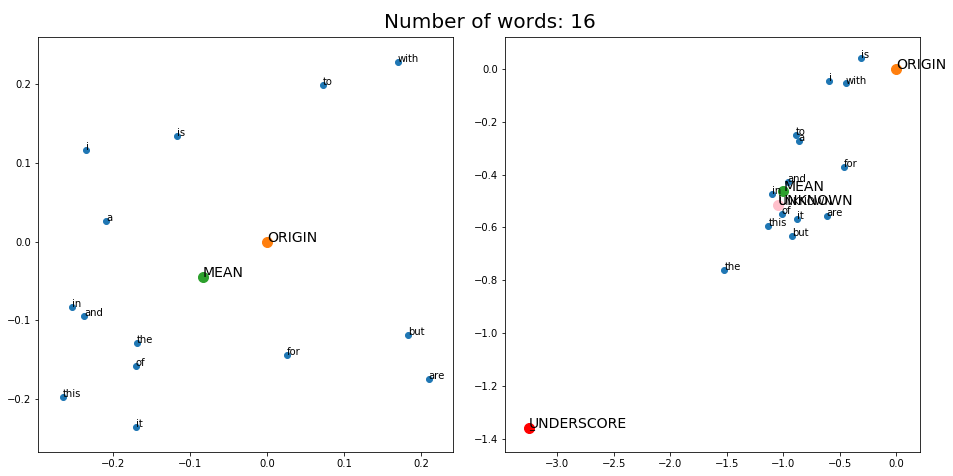 Number of words: 16
with
to
is
i
a
ORIGIN
MEAN
in
and
the
of
this
it
for
but
are
0.2
0.1
0.0
−0.1
−0.2
−0.2
−0.1
0.0
0.1
0.2
is
ORIGIN
i
with
to
a
for
and
MEAN
in
UNKNOWN
of
it
are
this
but
the
UNDERSCORE
0.0
−0.2
−0.4
−0.6
−0.8
−1.0
−1.2
−1.4
−3.0
−2.5
−2.0
−1.5
−1.0
−0.5
0.0